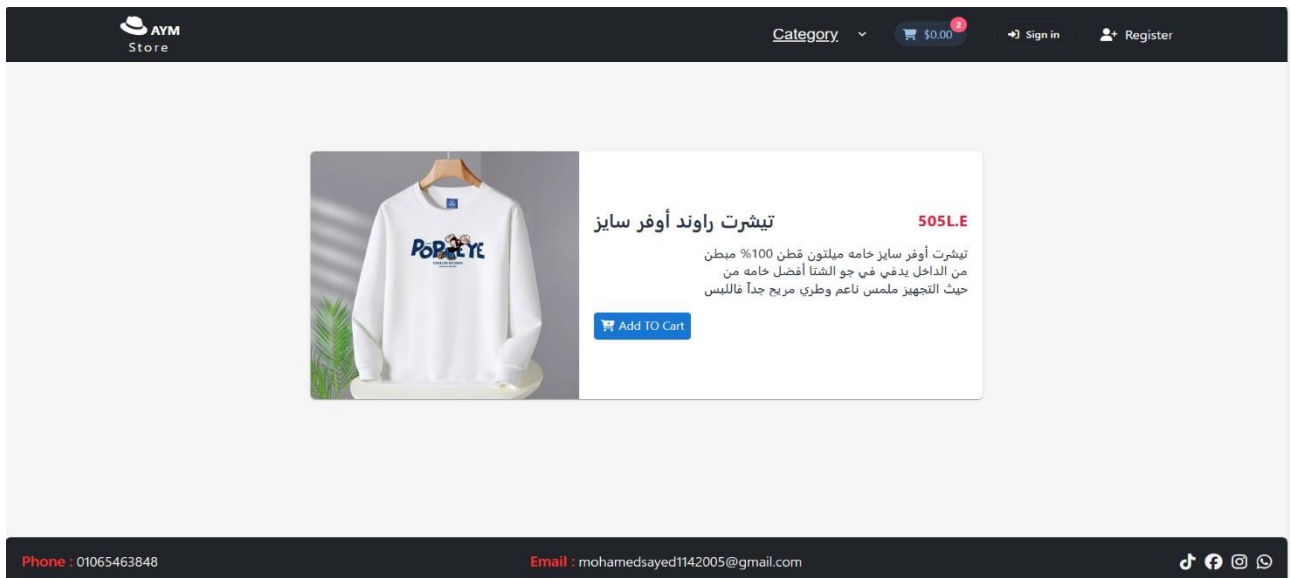 AYM
Store
Category
$0.00
2
Sign in
Register
POPEYE
تيشرت راوند أوفر سايز
505L.E
تيشرت أوفر سايز خامه ميلتون قطن 100% مبطن
من الداخل يدفي في جو الشتا أفضل خامه من
حيث التجهيز ملمس ناعم وطري مريح جداً فاللبس
Add TO Cart
Phone : 01065463848
Email : mohamedsayed1142005@gmail.com